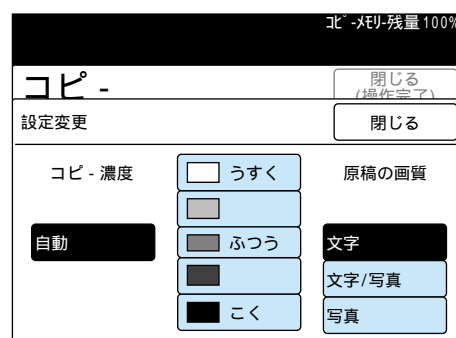 ｺﾋﾟ-ﾒﾓﾘ-残量100%
コピ-
閉じる
(操作完了)
設定変更
閉じる
コピ-濃度
うすく
原稿の画質
自動
ふつう
文字
文字/写真
こく
写真